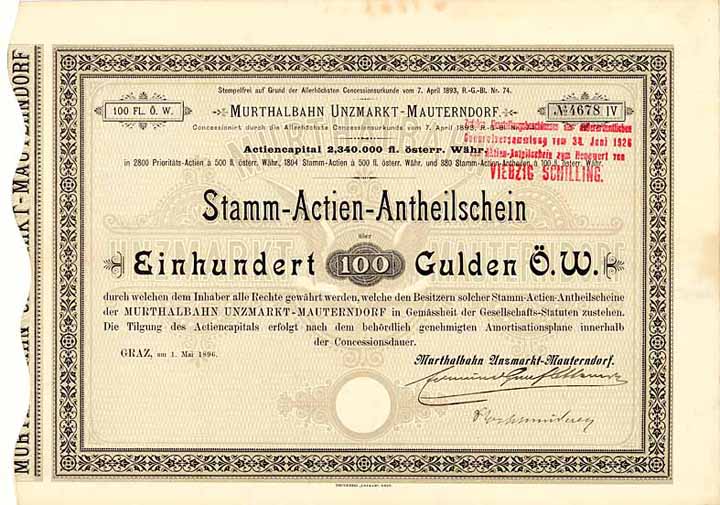 MURTHALBAHN UNZMARKT-MAUTERNDORF
Stempelfrei auf Grund der Allerhöchsten Concessionsurkunde vom 7. April 1893, R.-G.-Bl. Nr. 74.
100 FL. Ö. W.
MURTHALBAHN UNZMARKT-MAUTERNDORF
№ 4678 IV
Concessionirt durch die Allerhöchste Concessionsurkunde vom 7. April 1893, R.-G.-Bl. Nr.
Actiencapital 2,340.000 fl. österr. Währ.
in 2800 Prioritäts-Actien à 500 fl. österr. Währ., 1804 Stamm-Actien à 500 fl. österr. Währ. und 380 Stamm-Action-Antheilen à 100 fl. österr. Währ.
Generalversammlung vom 30. Juni 1926
zum Nennwert von
VIERZIG SCHILLING.
Stamm-Actien-Antheilschein
über
UNZMARKT MAUTERNDORF
Einhundert 100 Gulden Ö. W.
durch welchen dem Inhaber alle Rechte gewährt werden, welche den Besitzern solcher Stamm-Actien-Antheilscheine
der MURTHALBAHN UNZMARKT-MAUTERNDORF in Gemässheit der Gesellschafts-Statuten zustehen.
Die Tilgung des Actiencapitals erfolgt nach dem behördlich genehmigten Amortisationsplane innerhalb
der Concessionsdauer.
GRAZ, am 1. Mai 1896.
Murthalbahn Unzmarkt-Mauterndorf.